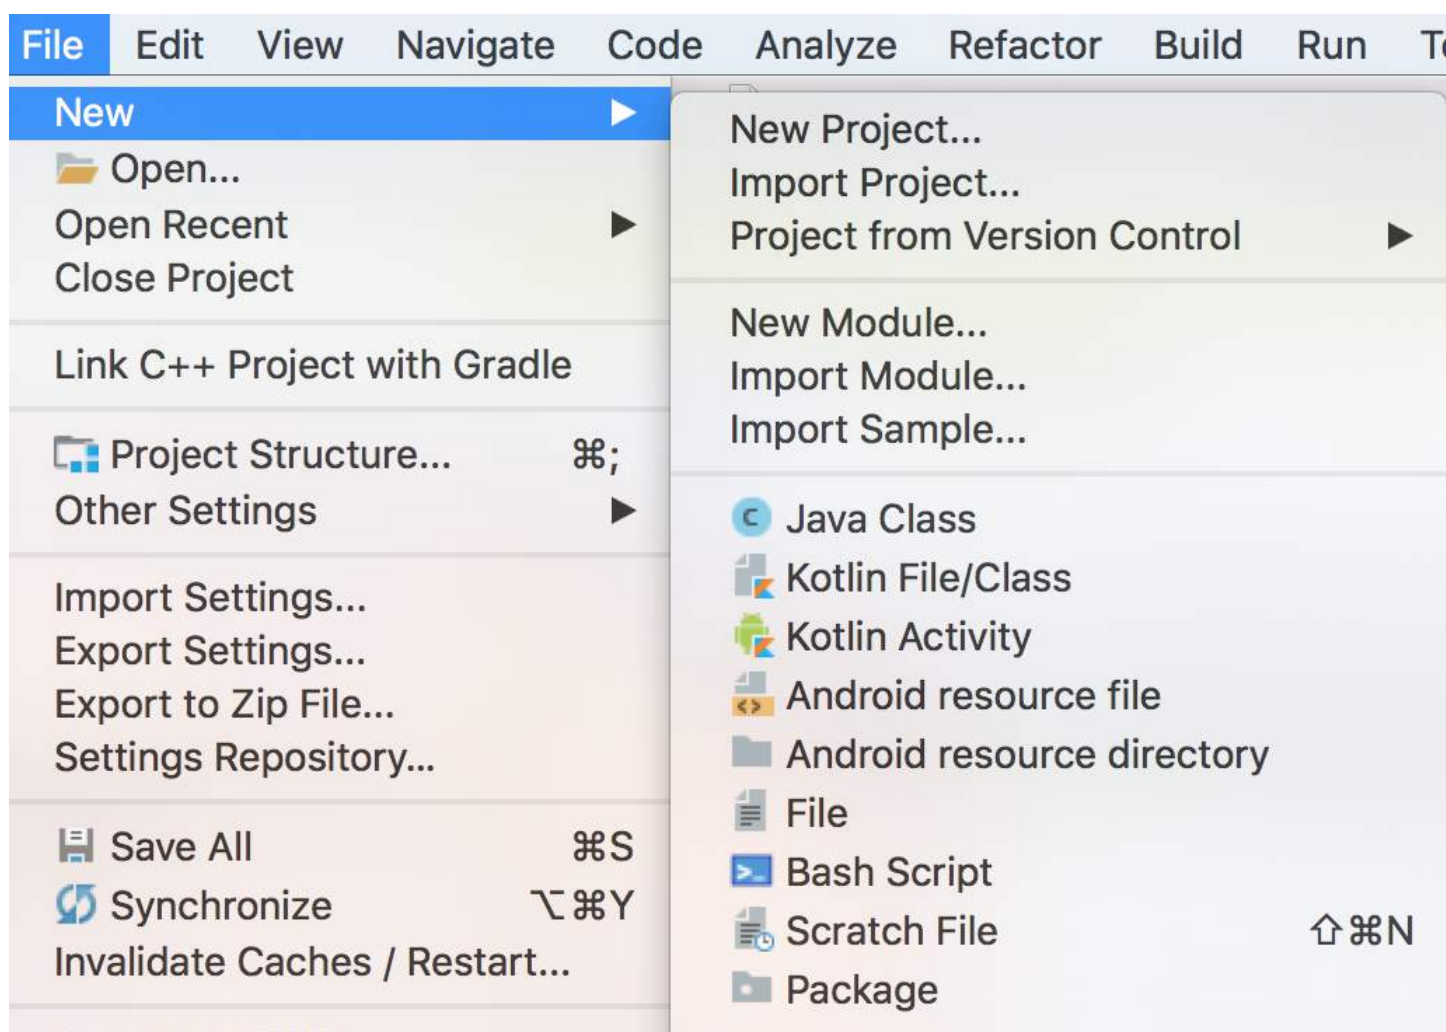 File Edit View Navigate Code Analyze Refactor Build Run
New
Open...
Open Recent
Close Project
Link C++ Project with Gradle
Project Structure... ⌘;
Other Settings
Import Settings...
Export Settings...
Export to Zip File...
Settings Repository...
Save All ⌘S
Synchronize ⌥⌘Y
Invalidate Caches / Restart...
New Project...
Import Project...
Project from Version Control
New Module...
Import Module...
Import Sample...
Java Class
Kotlin File/Class
Kotlin Activity
Android resource file
Android resource directory
File
Bash Script
Scratch File ⇧⌘N
Package